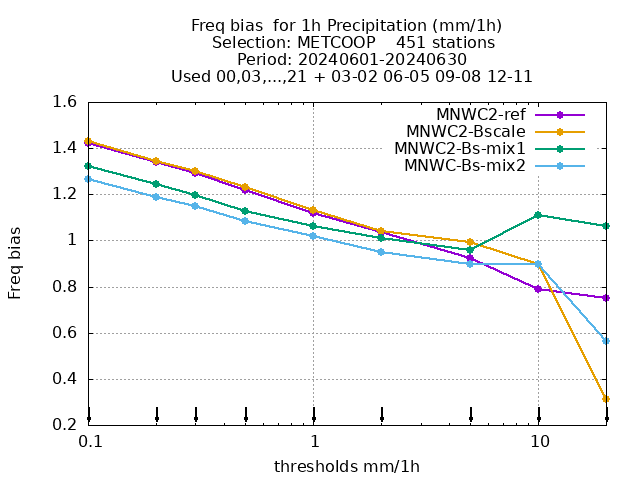 Freq bias  for 1h Precipitation (mm/1h)
Selection: METCOOP    451 stations
Period: 20240601-20240630
Used 00,03,...,21 + 03-02 06-05 09-08 12-11
MNWC2-ref
MNWC2-Bscale
MNWC2-Bs-mix1
MNWC-Bs-mix2
1.6
1.4
1.2
1
0.8
0.6
0.4
0.2
Freq bias
0.1 1 10
thresholds mm/1h